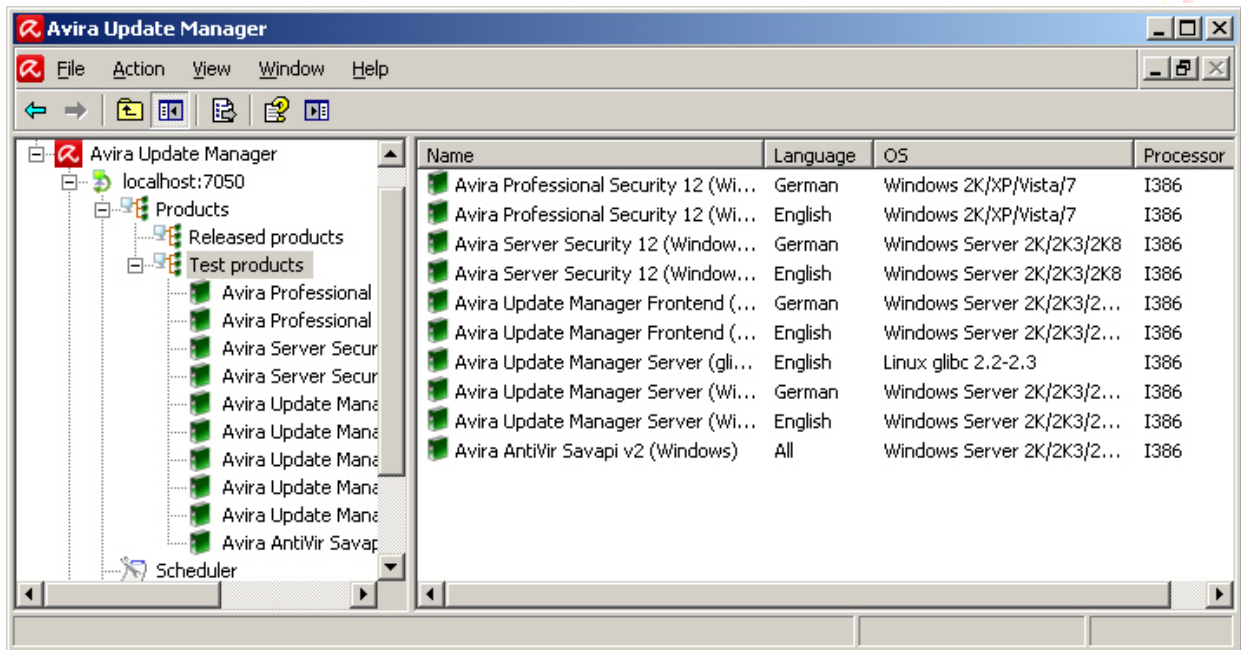 Avira Update Manager
File Action View Window Help
Avira Update Manager
localhost:7050
Products
Released products
Test products
Avira Professional
Avira Professional
Avira Server Secur
Avira Server Secur
Avira Update Mana
Avira Update Mana
Avira Update Mana
Avira Update Mana
Avira Update Mana
Avira AntiVir Savap
Scheduler
Name Language OS Processor
Avira Professional Security 12 (Wi... German Windows 2K/XP/Vista/7 I386
Avira Professional Security 12 (Wi... English Windows 2K/XP/Vista/7 I386
Avira Server Security 12 (Window... German Windows Server 2K/2K3/2K8 I386
Avira Server Security 12 (Window... English Windows Server 2K/2K3/2K8 I386
Avira Update Manager Frontend (... German Windows Server 2K/2K3/2... I386
Avira Update Manager Frontend (... English Windows Server 2K/2K3/2... I386
Avira Update Manager Server (gli... English Linux glibc 2.2-2.3 I386
Avira Update Manager Server (Wi... German Windows Server 2K/2K3/2... I386
Avira Update Manager Server (Wi... English Windows Server 2K/2K3/2... I386
Avira AntiVir Savapi v2 (Windows) All Windows Server 2K/2K3/2... I386